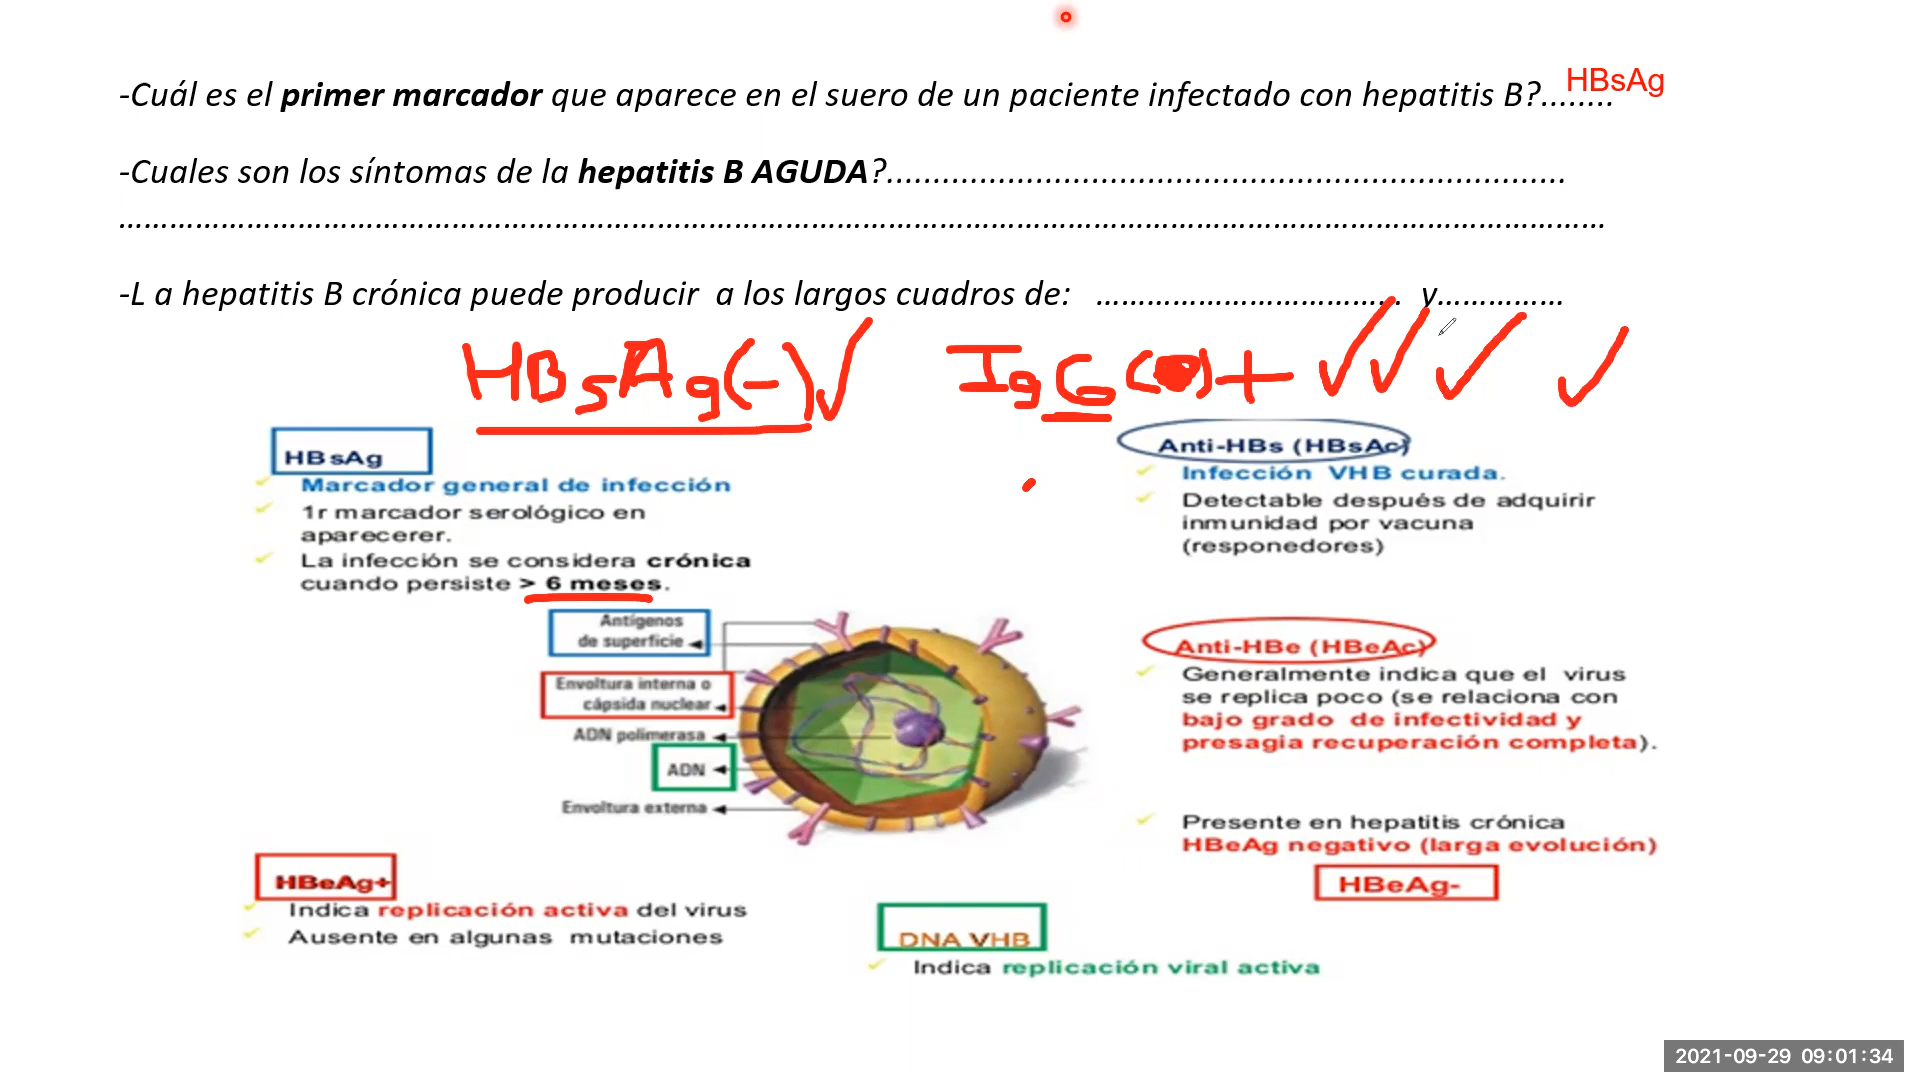 -Cuál es el primer marcador que aparece en el suero de un paciente infectado con hepatitis B?........ HBsAg
-Cuales son los síntomas de la hepatitis B AGUDA?........................................................................
…………………………………………………………………………………………………………………………………………………………
-L a hepatitis B crónica puede producir  a los largos cuadros de:   ……………………………….  y……………
HBsAg(-)✓ IgG( )+ ✓✓ ✓ ✓
HBsAg
Marcador general de infección
1r marcador serológico en
aparecerer.
La infección se considera crónica
cuando persiste > 6 meses.
Anti-HBs (HBsAc)
Infección VHB curada.
Detectable después de adquirir
inmunidad por vacuna
(responedores)
Antígenos
de superficie
Envoltura interna o
cápsida nuclear
ADN polimerasa
ADN
Envoltura externa
Anti-HBe (HBeAc)
Generalmente indica que el virus
se replica poco (se relaciona con
bajo grado de infectividad y
presagia recuperación completa).
Presente en hepatitis crónica
HBeAg negativo (larga evolución)
HBeAg-
HBeAg+
Indica replicación activa del virus
Ausente en algunas mutaciones
DNA VHB
Indica replicación viral activa
2021-09-29 09:01:34